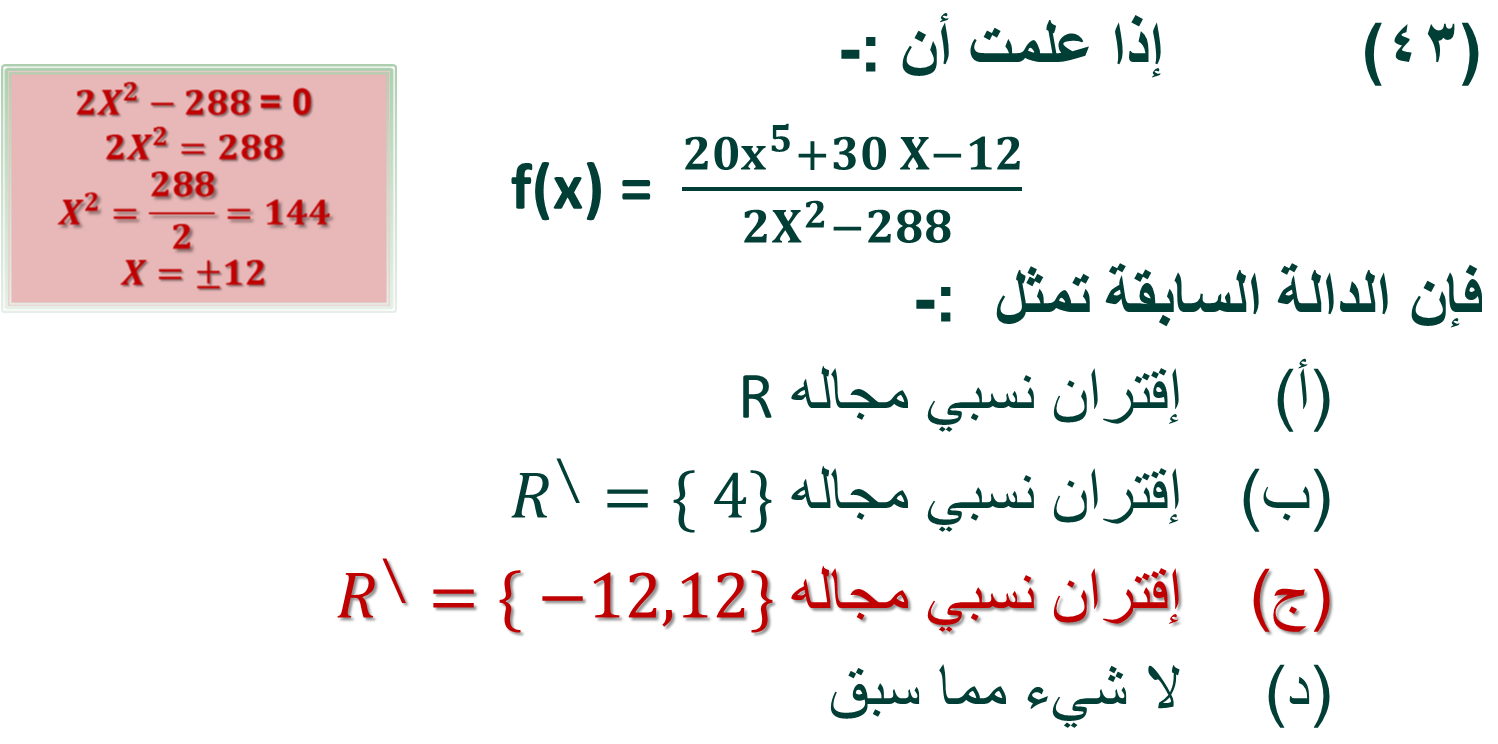 (٤٣) إذا علمت أن :-
2X² − 288 = 0
2X² = 288
X² = 288/2 = 144
X = ±12
f(x) = (20x⁵+30 X−12)/(2X²−288)
فإن الدالة السابقة تمثل :-
(أ) إقتران نسبي مجاله R
(ب) إقتران نسبي مجاله R\ = { 4}
(ج) إقتران نسبي مجاله R\ = { −12,12}
(د) لا شيء مما سبق